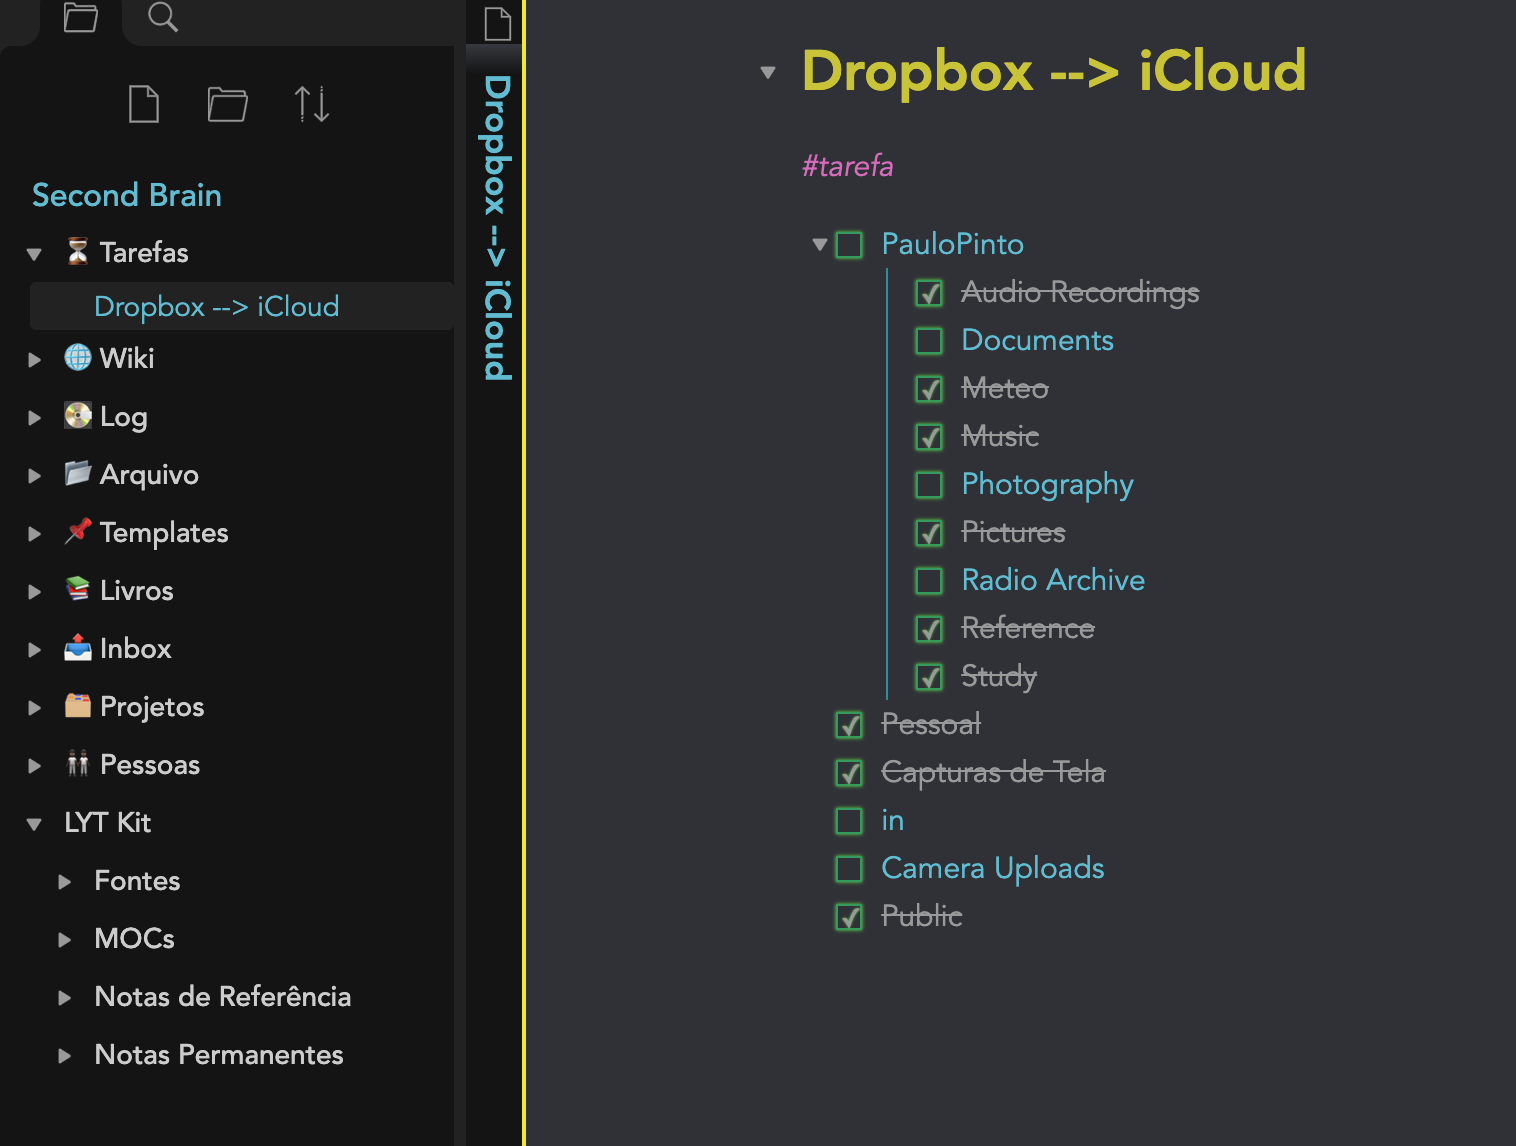 Second Brain
Tarefas
Dropbox --> iCloud
Wiki
Log
Arquivo
Templates
Livros
Inbox
Projetos
Pessoas
LYT Kit
Fontes
MOCs
Notas de Referência
Notas Permanentes
Dropbox --> iCloud
Dropbox --> iCloud
#tarefa
PauloPinto
Audio Recordings
Documents
Meteo
Music
Photography
Pictures
Radio Archive
Reference
Study
Pessoal
Capturas de Tela
in
Camera Uploads
Public